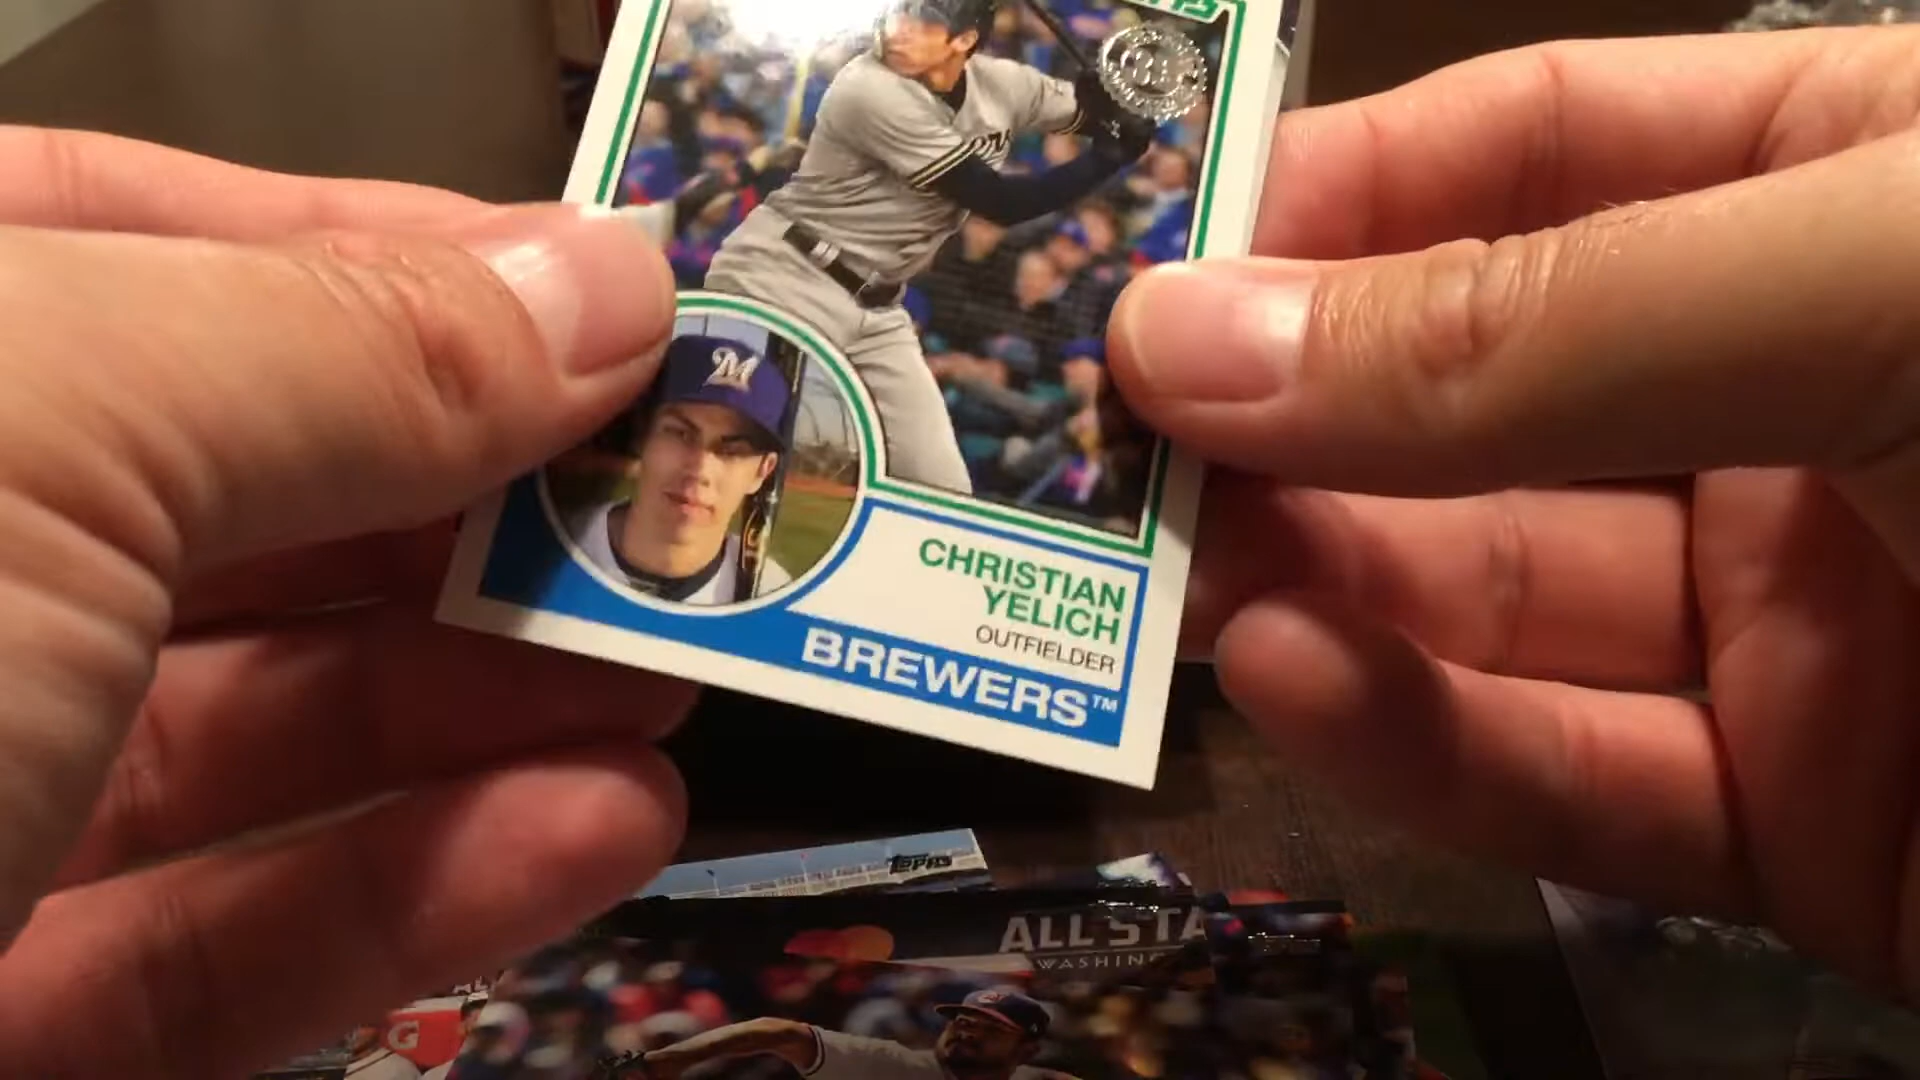 CHRISTIAN
YELICH
OUTFIELDER
BREWERS™
M
TOPPS
ALL STA
WASHING
G